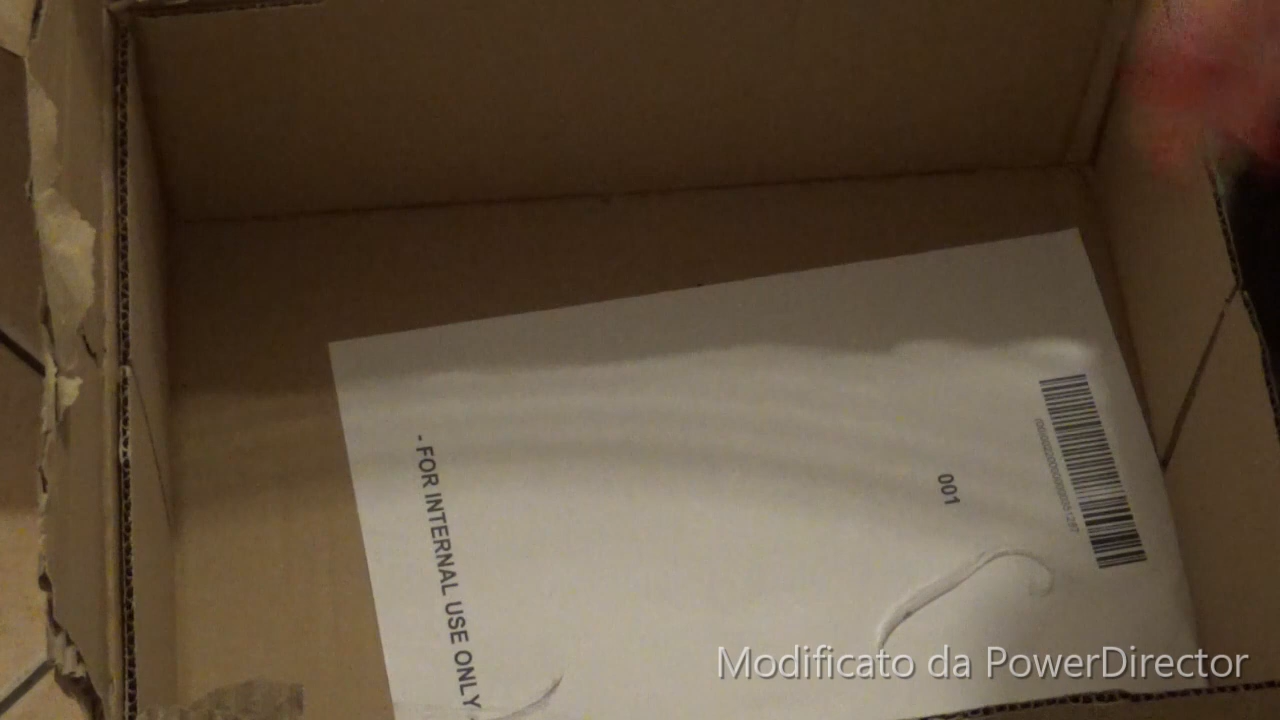 - FOR INTERNAL USE ONLY -
001
Modificato da PowerDirector